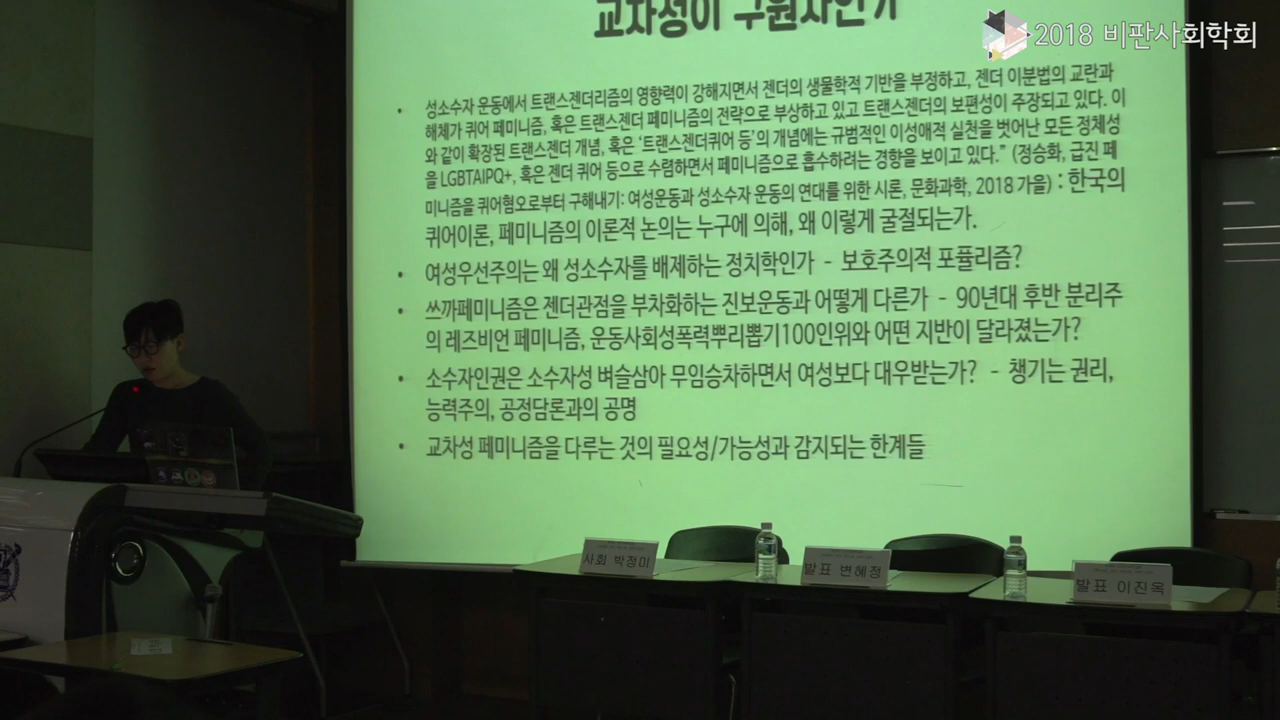 교차성이 구원자인가
2018 비판사회학회
• 성소수자 운동에서 트랜스젠더리즘의 영향력이 강해지면서 젠더의 생물학적 기반을 부정하고, 젠더 이분법의 교란과
해체가 퀴어 페미니즘, 혹은 트랜스젠더 페미니즘의 전략으로 부상하고 있고 트랜스젠더의 보편성이 주장되고 있다. 이
와 같이 확장된 트랜스젠더 개념, 혹은 ‘트랜스젠더퀴어 등’의 개념에는 규범적인 이성애적 실천을 벗어난 모든 정체성
을 LGBTAIPQ+, 혹은 젠더 퀴어 등으로 수렴하면서 페미니즘으로 흡수하려는 경향을 보이고 있다.” (정승화, 급진 페
미니즘을 퀴어혐오로부터 구해내기: 여성운동과 성소수자 운동의 연대를 위한 시론, 문화과학, 2018 가을) : 한국의
퀴어이론, 페미니즘의 이론적 논의는 누구에 의해, 왜 이렇게 굴절되는가.
• 여성우선주의는 왜 성소수자를 배제하는 정치학인가 - 보호주의적 포퓰리즘?
• 쓰까페미니즘은 젠더관점을 부차화하는 진보운동과 어떻게 다른가 - 90년대 후반 분리주
의 레즈비언 페미니즘, 운동사회성폭력뿌리뽑기100인위와 어떤 지반이 달라졌는가?
• 소수자인권은 소수자성 벼슬삼아 무임승차하면서 여성보다 대우받는가? - 챙기는 권리,
능력주의, 공정담론과의 공명
• 교차성 페미니즘을 다루는 것의 필요성/가능성과 감지되는 한계들
사회 박정미
발표 변혜정
발표 이진옥